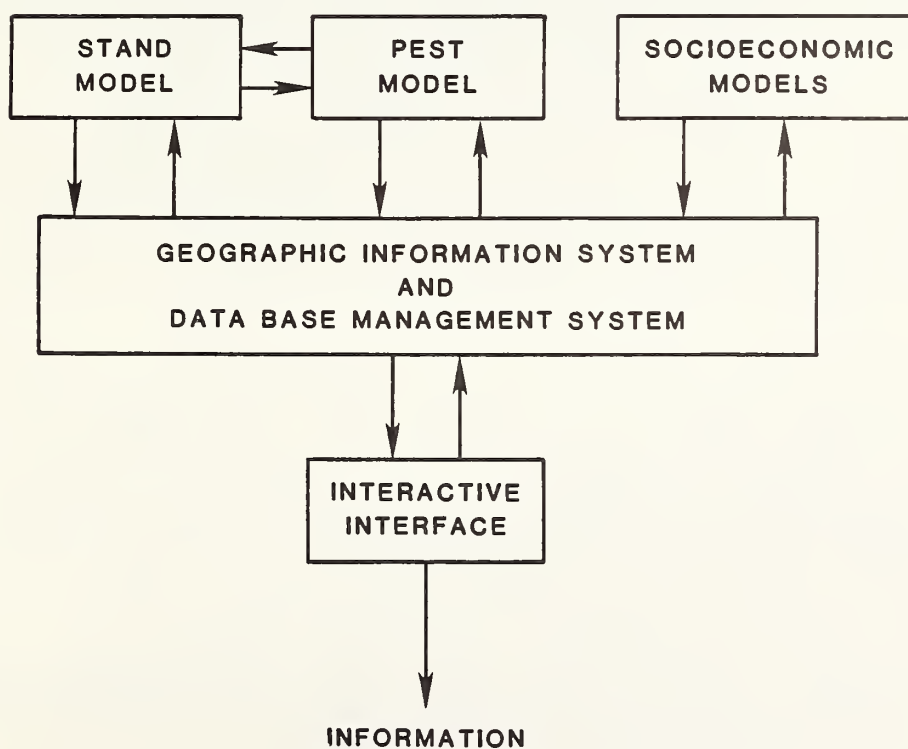 STAND
MODEL
PEST
MODEL
SOCIOECONOMIC
MODELS
GEOGRAPHIC INFORMATION SYSTEM
AND
DATA BASE MANAGEMENT SYSTEM
INTERACTIVE
INTERFACE
INFORMATION